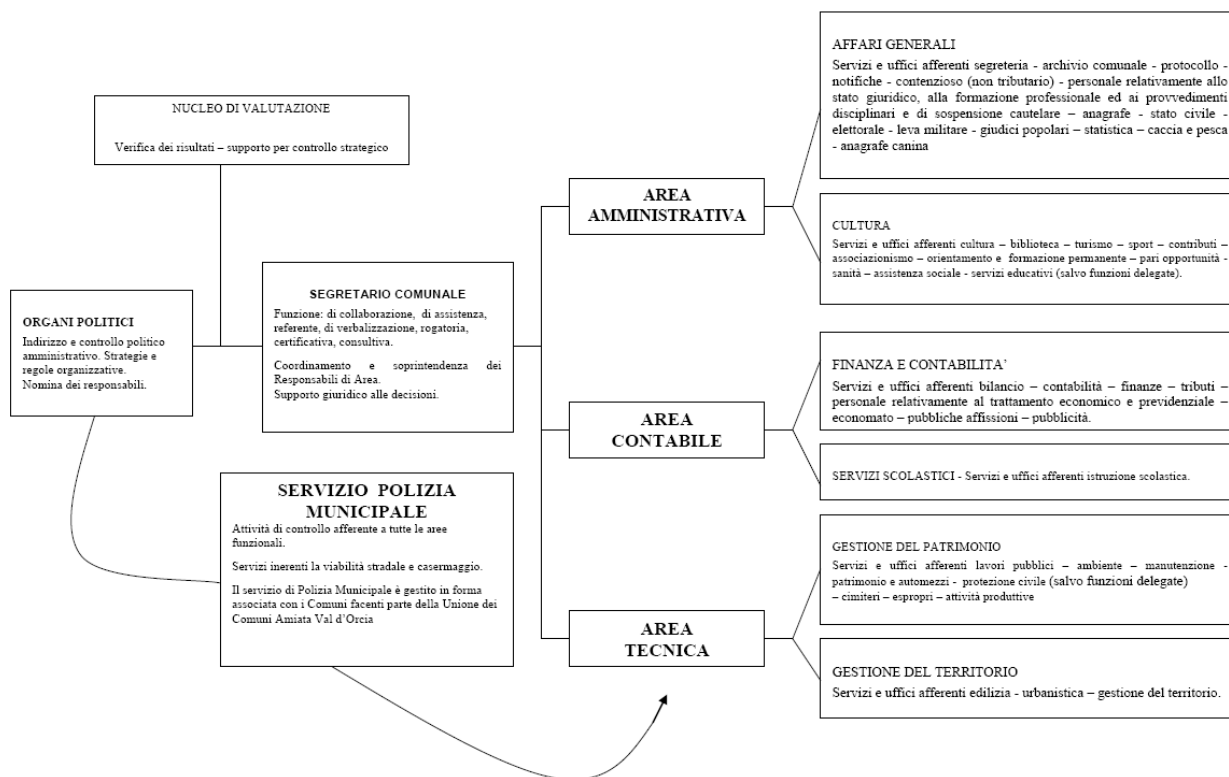 NUCLEO DI VALUTAZIONE
Verifica dei risultati – supporto per controllo strategico
ORGANI POLITICI
Indirizzo e controllo politico
amministrativo. Strategie e
regole organizzative.
Nomina dei responsabili.
SEGRETARIO COMUNALE
Funzione: di collaborazione, di assistenza,
referente, di verbalizzazione, rogatoria,
certificativa, consultiva.
Coordinamento e soprintendenza dei
Responsabili di Area.
Supporto giuridico alle decisioni.
SERVIZIO POLIZIA
MUNICIPALE
Attività di controllo afferente a tutte le aree
funzionali.
Servizi inerenti la viabilità stradale e casermaggio.
Il servizio di Polizia Municipale è gestito in forma
associata con i Comuni facenti parte della Unione dei
Comuni Amiata Val d'Orcia
AREA
AMMINISTRATIVA
AREA
CONTABILE
AREA
TECNICA
AFFARI GENERALI
Servizi e uffici afferenti segreteria - archivio comunale - protocollo -
notifiche - contenzioso (non tributario) - personale relativamente allo
stato giuridico, alla formazione professionale ed ai provvedimenti
disciplinari e di sospensione cautelare – anagrafe - stato civile -
elettorale - leva militare - giudici popolari – statistica – caccia e pesca
- anagrafe canina
CULTURA
Servizi e uffici afferenti cultura – biblioteca – turismo – sport – contributi –
associazionismo – orientamento e formazione permanente – pari opportunità -
sanità – assistenza sociale - servizi educativi (salvo funzioni delegate).
FINANZA E CONTABILITA'
Servizi e uffici afferenti bilancio – contabilità – finanze – tributi –
personale relativamente al trattamento economico e previdenziale –
economato – pubbliche affissioni – pubblicità.
SERVIZI SCOLASTICI - Servizi e uffici afferenti istruzione scolastica.
GESTIONE DEL PATRIMONIO
Servizi e uffici afferenti lavori pubblici – ambiente – manutenzione -
patrimonio e automezzi - protezione civile (salvo funzioni delegate)
– cimiteri – espropri – attività produttive
GESTIONE DEL TERRITORIO
Servizi e uffici afferenti edilizia - urbanistica – gestione del territorio.